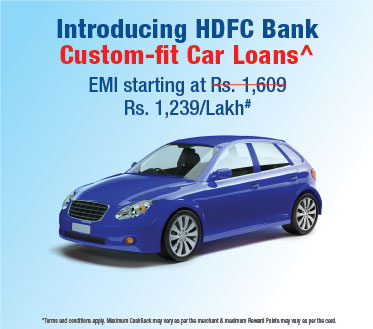 Introducing HDFC Bank
Custom-fit Car Loans^
EMI starting at Rs. 1,609
Rs. 1,239/Lakh#
*Terms and conditions apply. Maximum CashBack may vary as per the merchant & maximum Reward Points may vary as per the card.